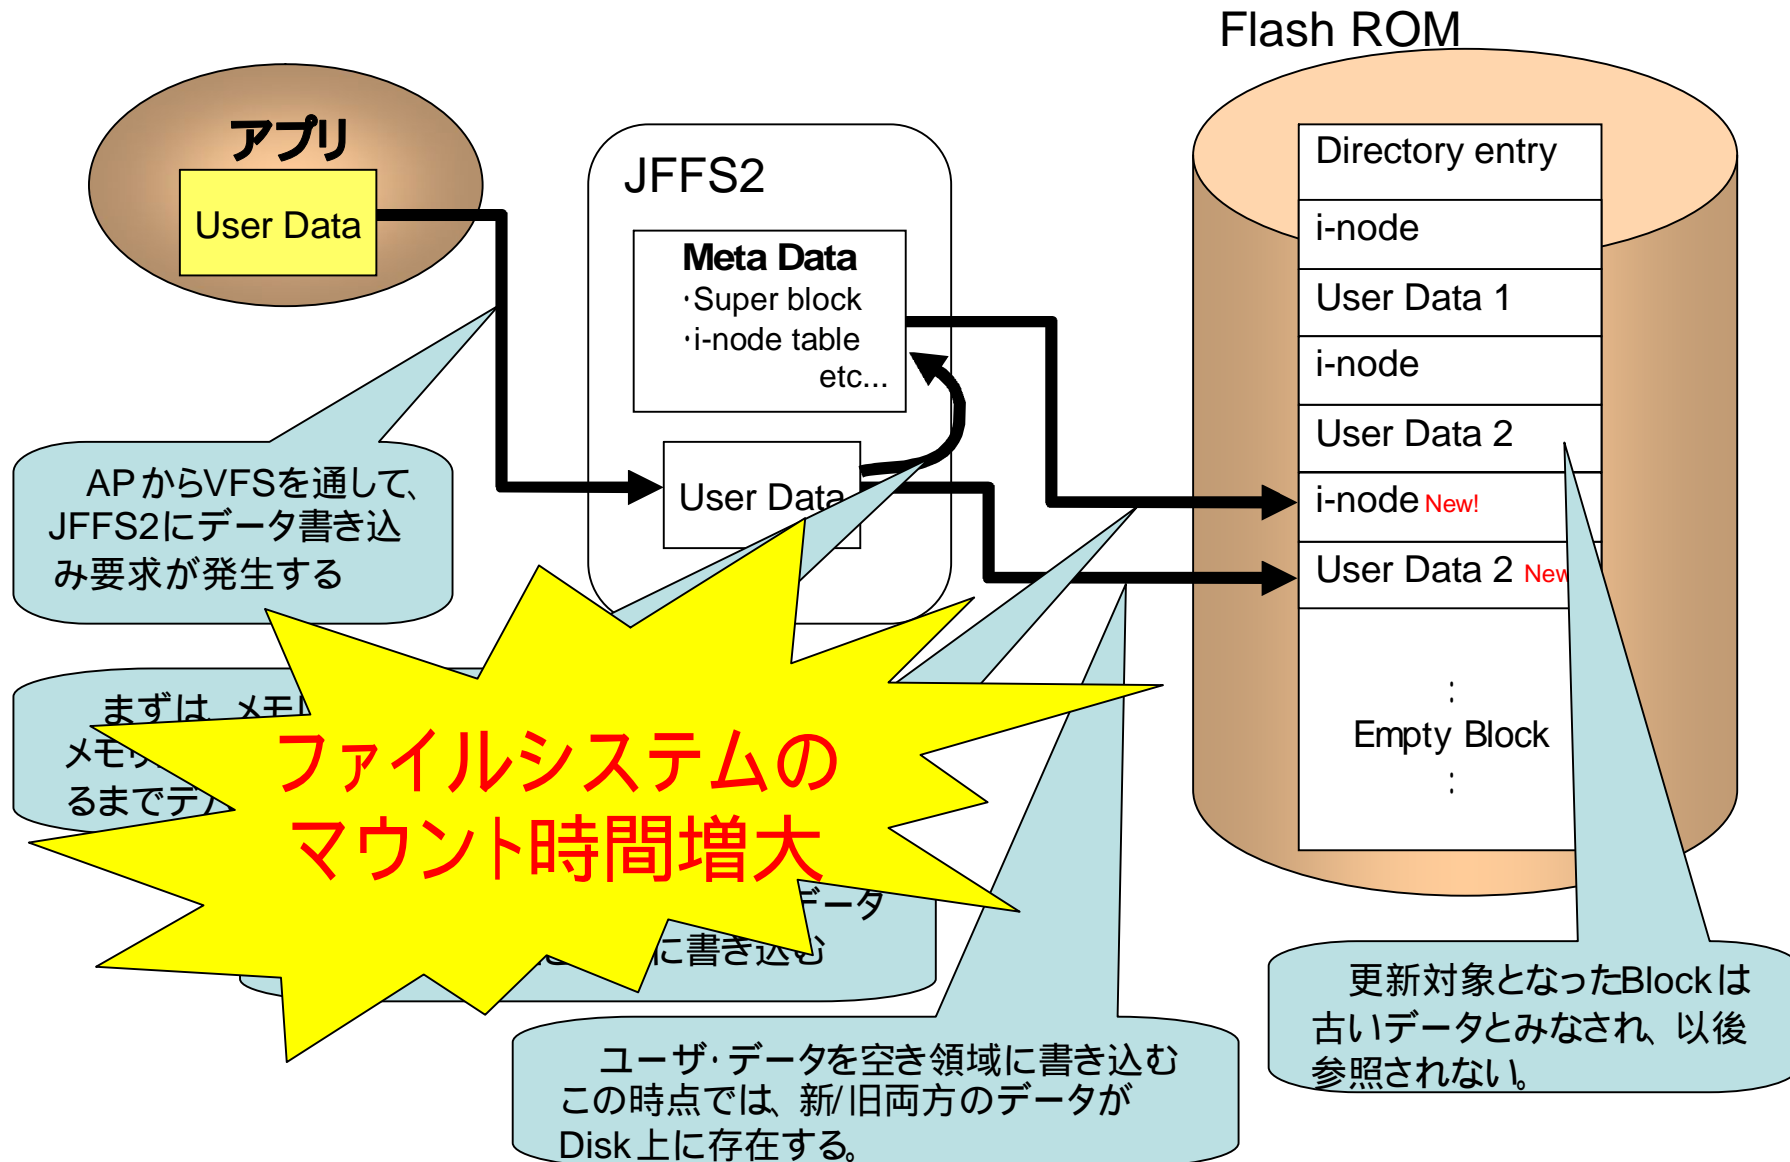 Flash ROM
アプリ
User Data
JFFS2
Meta Data
・Super block
・i-node table
etc...
User Data
Directory entry
i-node
User Data 1
i-node
User Data 2
i-node New!
User Data 2 New
:
Empty Block
:
APからVFSを通して、
JFFS2にデータ書き込
み要求が発生する
まずは、メモリ
メモリ
るまでデ
ファイルシステムの
マウント時間増大
データ
に書き込む
ユーザ・データを空き領域に書き込む
この時点では、新/旧両方のデータが
Disk上に存在する。
更新対象となったBlockは
古いデータとみなされ、以後
参照されない。